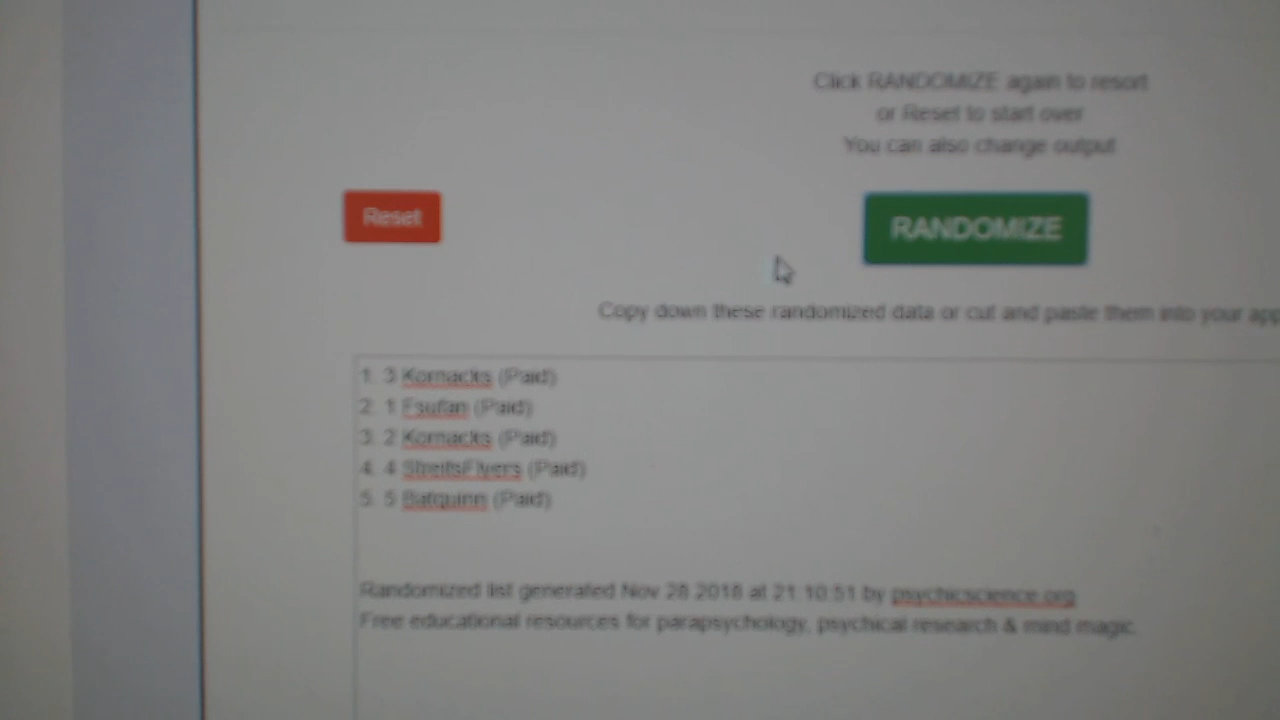 Click RANDOMIZE again to resort
or Reset to start over
You can also change output
Reset
RANDOMIZE
Copy down these randomized data or cut and paste them into your app
1. 3 Kornacks (Paid)
2. 1 Fsufan (Paid)
3. 2 Kornacks (Paid)
4. 4 StreitsFlyers (Paid)
5. 5 Batquinn (Paid)
Randomized list generated Nov 28 2018 at 21:10:51 by psychicscience.org
Free educational resources for parapsychology, psychical research & mind magic.